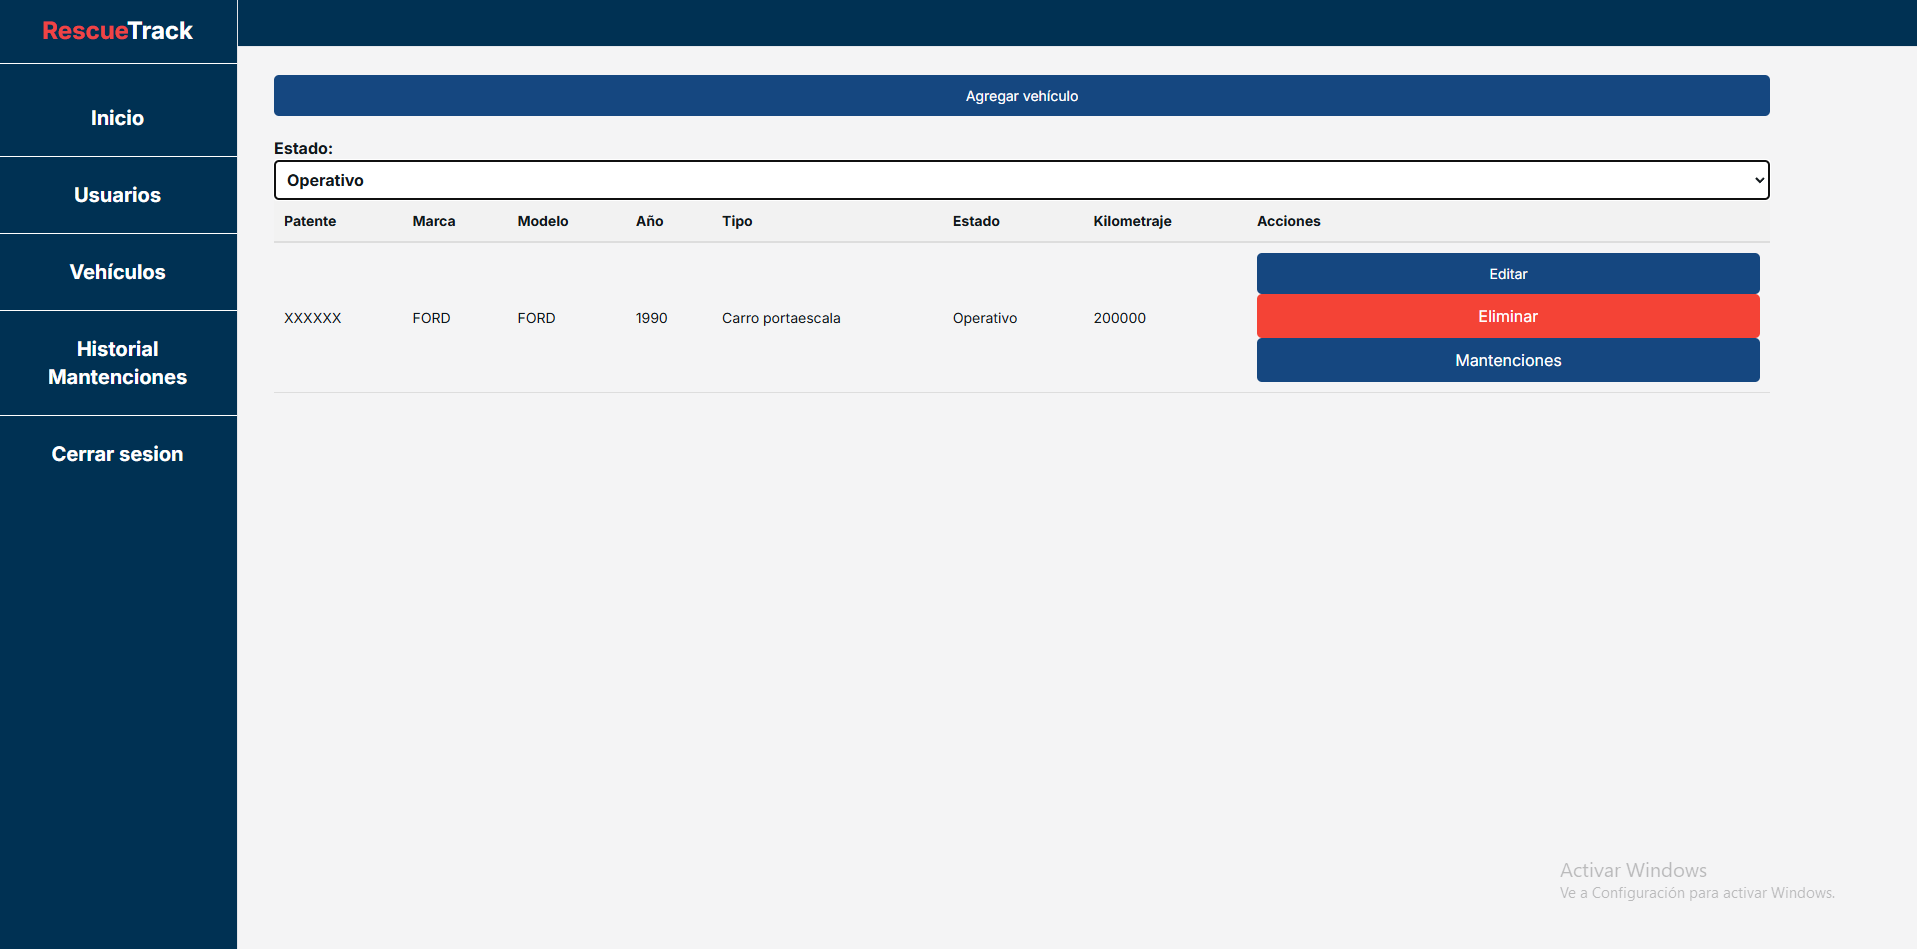 RescueTrack
Inicio
Usuarios
Vehículos
Historial
Mantenciones
Cerrar sesion
Agregar vehículo
Estado:
Operativo
Patente Marca Modelo Año Tipo Estado Kilometraje Acciones
XXXXXX FORD FORD 1990 Carro portaescala Operativo 200000
Editar
Eliminar
Mantenciones
Activar Windows
Ve a Configuración para activar Windows.